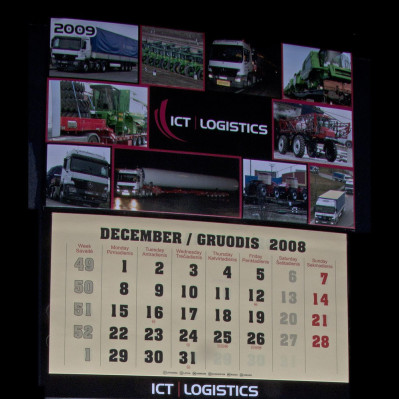 2009
ICT | LOGISTICS
DECEMBER / GRUODIS 2008
Week Monday Tuesday Wednesday Thursday Friday Saturday Sunday
Savaitė Pirmadienis Antradienis Trečiadienis Ketvirtadienis Penktadienis Šeštadienis Sekmadienis
49 1 2 3 4 5 6 7
50 8 9 10 11 12 13 14
51 15 16 17 18 19 20 21
52 22 23 24 25 26 27 28
1 29 30 31
ICT | LOGISTICS